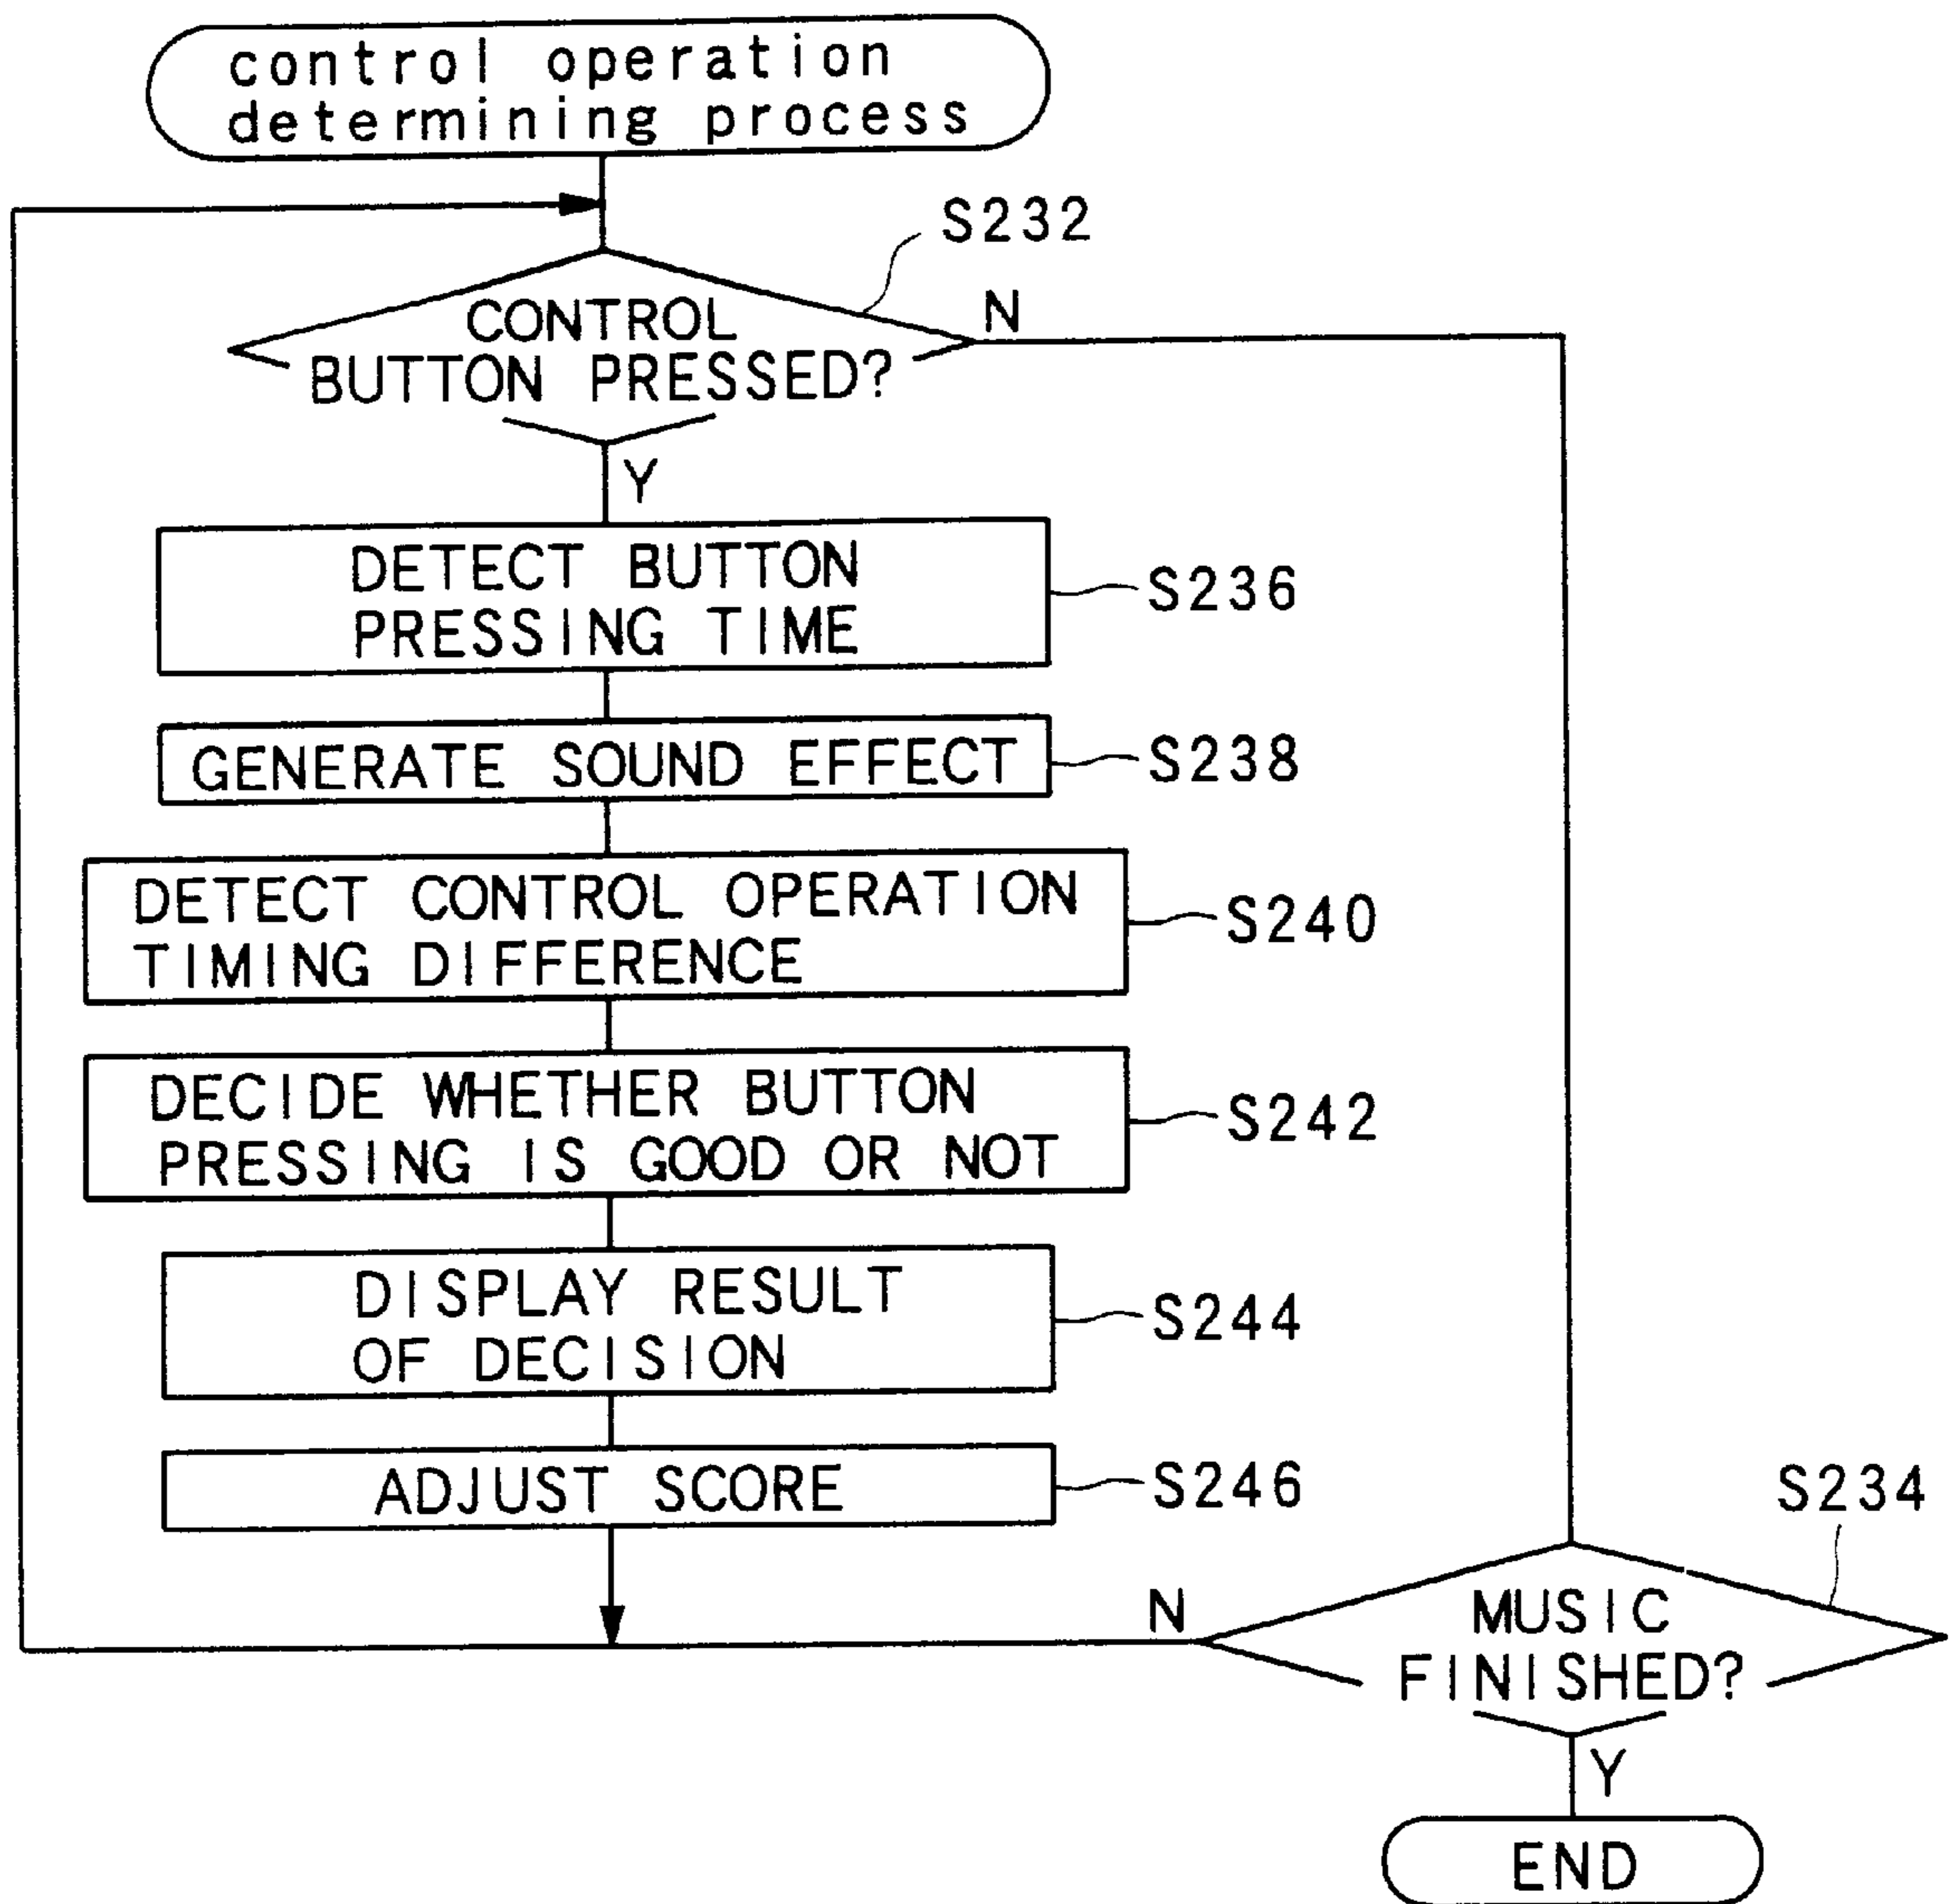 control operation
determining process
S232
CONTROL
BUTTON PRESSED?
N
Y
DETECT BUTTON
PRESSING TIME
S236
GENERATE SOUND EFFECT
S238
DETECT CONTROL OPERATION
TIMING DIFFERENCE
S240
DECIDE WHETHER BUTTON
PRESSING IS GOOD OR NOT
S242
DISPLAY RESULT
OF DECISION
S244
ADJUST SCORE
S246
S234
N
MUSIC
FINISHED?
Y
END